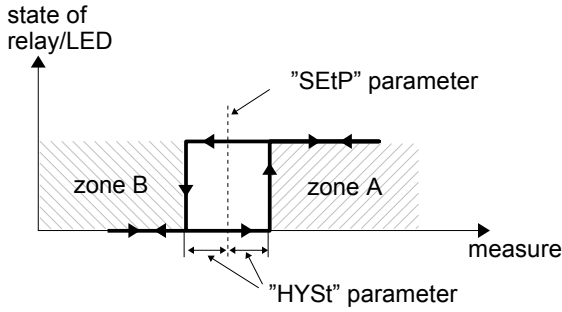 state of
relay/LED
"SEtP" parameter
zone B
zone A
measure
"HYSt" parameter